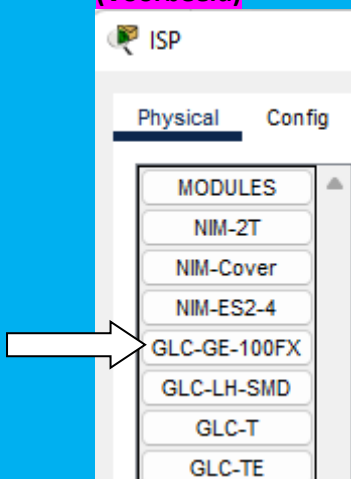 (Voorbeeld)
ISP
Physical Config
MODULES
NIM-2T
NIM-Cover
NIM-ES2-4
GLC-GE-100FX
GLC-LH-SMD
GLC-T
GLC-TE